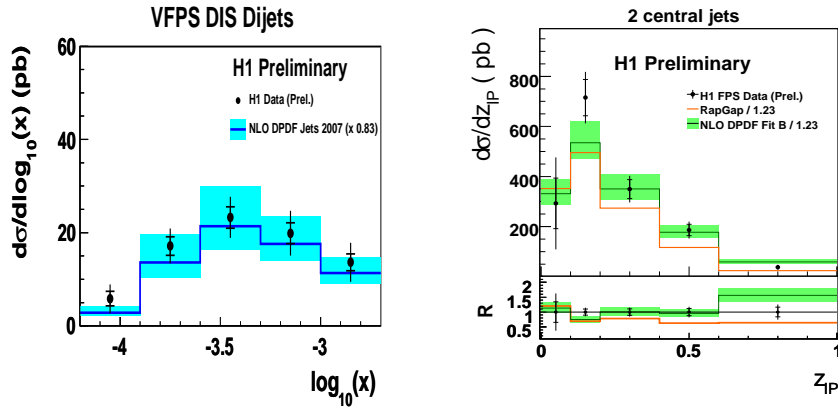 VFPS DIS Dijets
dσ/dlog10(x) (pb)
60
40
20
0
H1 Preliminary
H1 Data (Prel.)
NLO DPDF Jets 2007 (x 0.83)
-4
-3.5
-3
log10(x)
2 central jets
dσ/dzIP ( pb )
800
600
400
200
H1 Preliminary
H1 FPS Data (Prel.)
RapGap / 1.23
NLO DPDF Fit B / 1.23
R
1.5
1
0.5
0
0.5
1
zIP